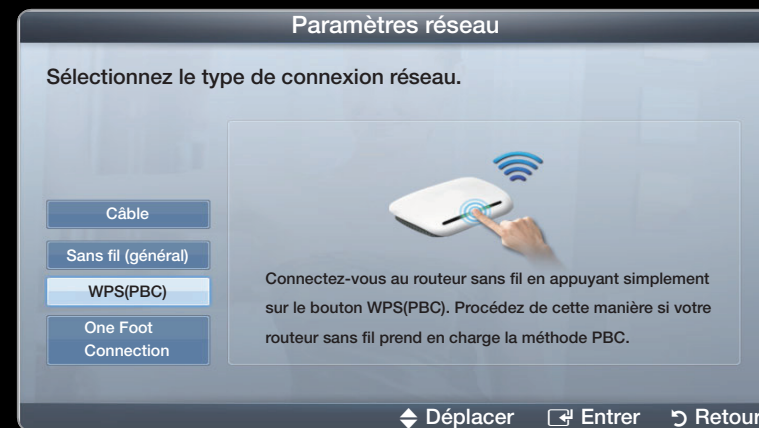 Paramètres réseau
Sélectionnez le type de connexion réseau.
Câble
Sans fil (général)
WPS(PBC)
One Foot
Connection
Connectez-vous au routeur sans fil en appuyant simplement
sur le bouton WPS(PBC). Procédez de cette manière si votre
routeur sans fil prend en charge la méthode PBC.
Déplacer Entrer Retour